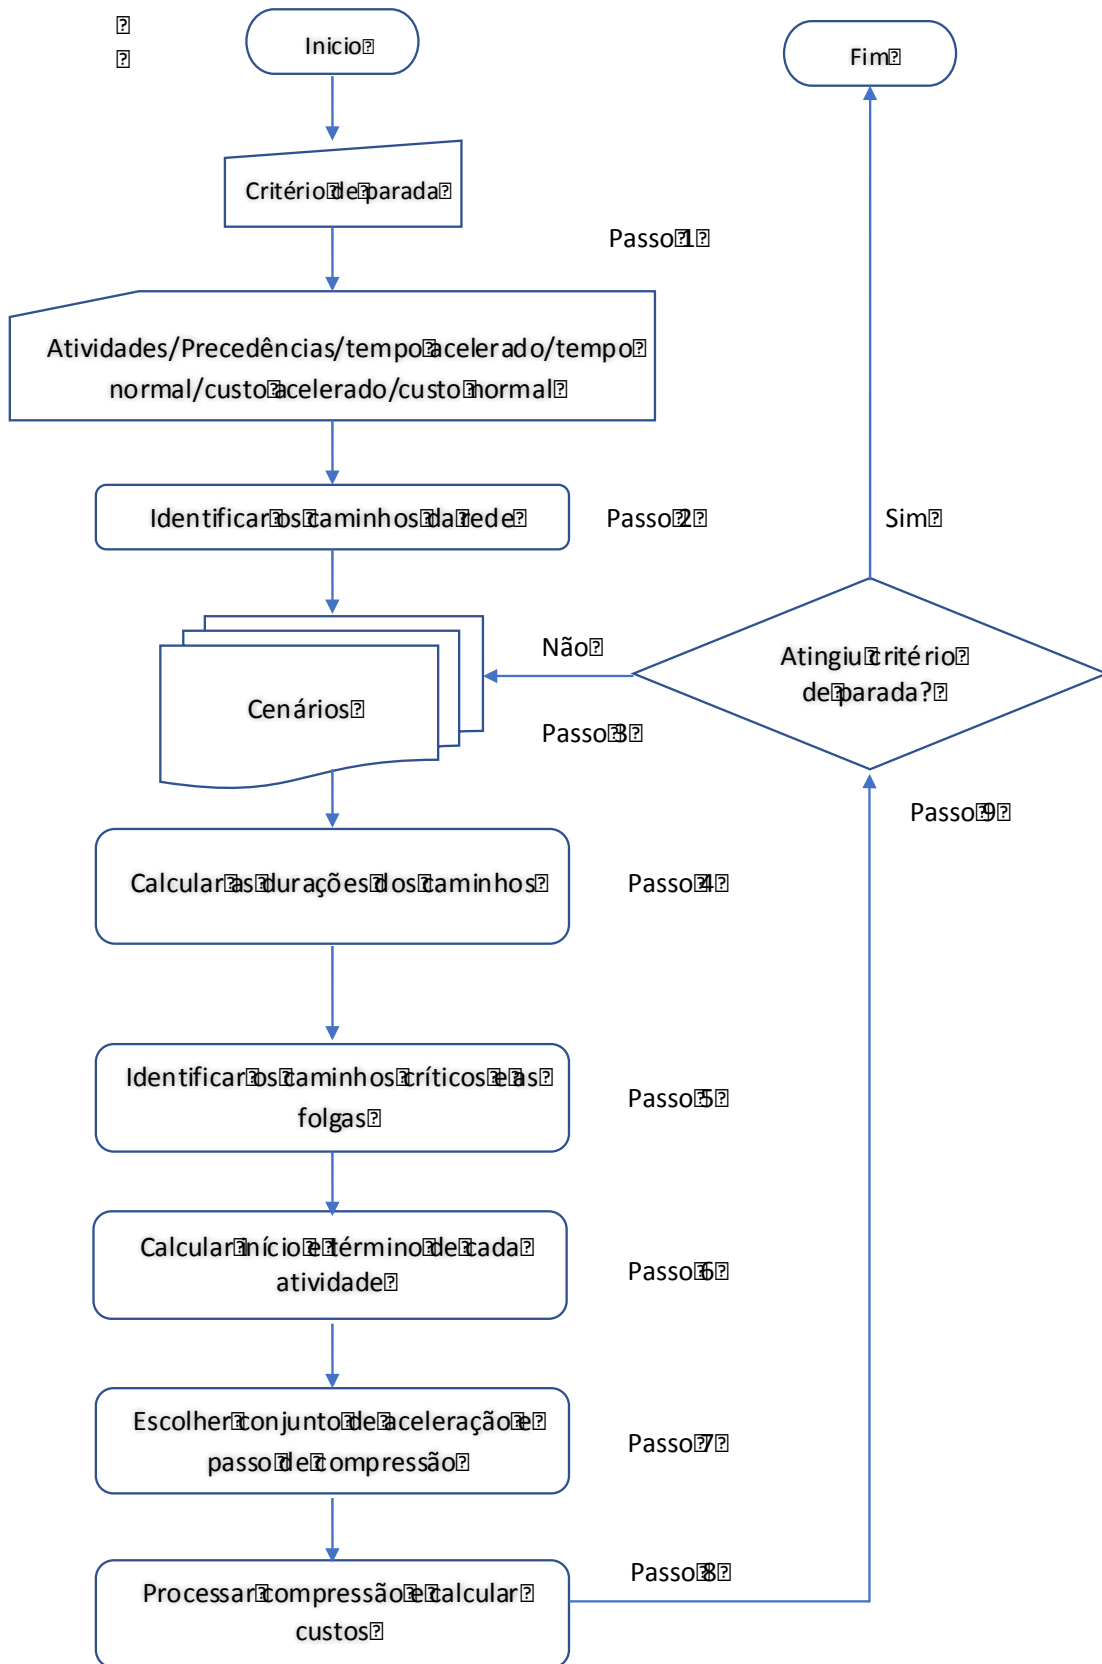 Inicio
Fim
Critério de parada
Passo 1
Atividades/Precedências/tempo acelerado/tempo
normal/custo acelerado/custo normal
Identificar os caminhos da rede
Passo 2
Sim
Não
Atingiu critério
de parada?
Cenários
Passo 3
Passo 9
Calcular as durações dos caminhos
Passo 4
Identificar os caminhos críticos e as
folgas
Passo 5
Calcular início e término de cada
atividade
Passo 6
Escolher conjunto de aceleração e
passo de compressão
Passo 7
Processar compressão e calcular
custos
Passo 8